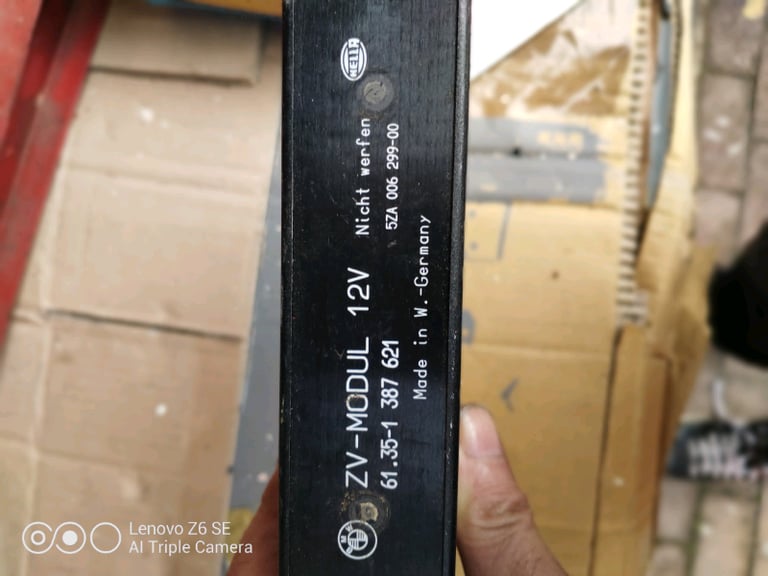 HELLA
ZV-MODUL 12V Nicht werfen
61.35-1 387 621 5ZA 006 299-00
Made in W.-Germany
BMW
Lenovo Z6 SE
AI Triple Camera